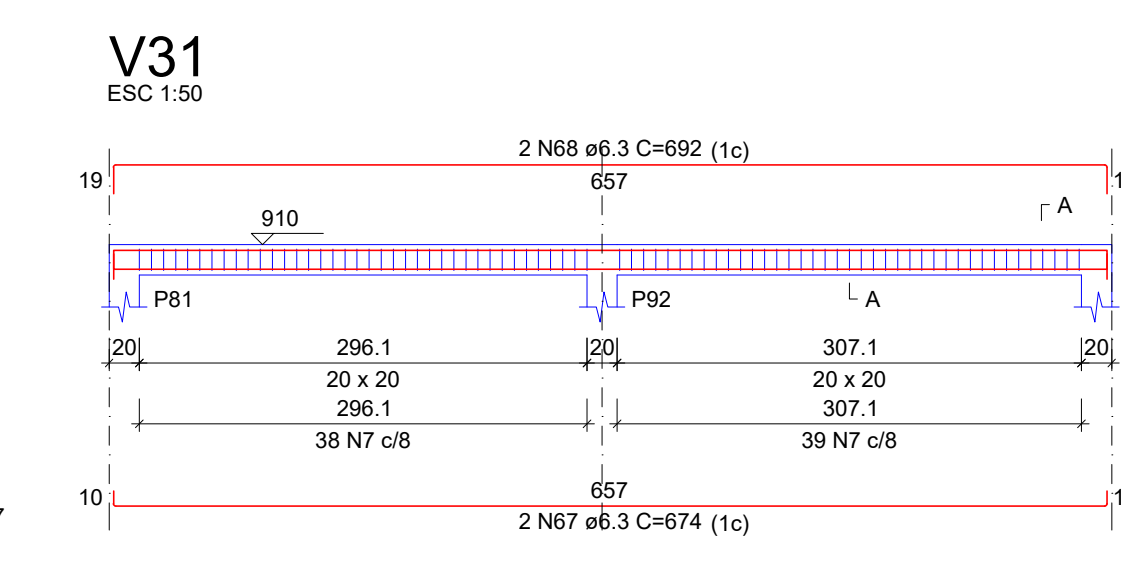 V31
ESC 1:50
2 N68 ø6.3 C=692 (1c)
19
657
1
A
910
P81
P92
A
20
296.1
20
307.1
20
20 x 20
20 x 20
296.1
307.1
38 N7 c/8
39 N7 c/8
10
657
1
2 N67 ø6.3 C=674 (1c)